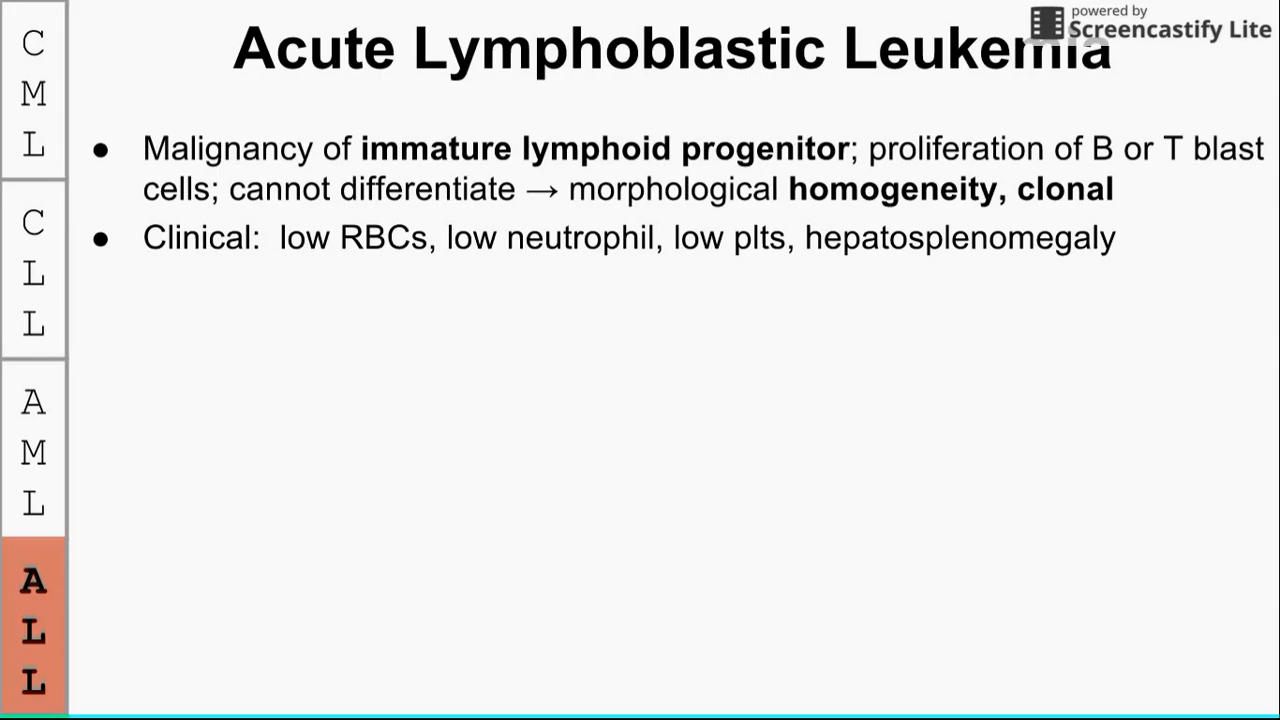 powered by
Screencastify Lite
Acute Lymphoblastic Leukemia
● Malignancy of immature lymphoid progenitor; proliferation of B or T blast
cells; cannot differentiate → morphological homogeneity, clonal
● Clinical: low RBCs, low neutrophil, low plts, hepatosplenomegaly
C
M
L
C
L
L
A
M
L
A
L
L